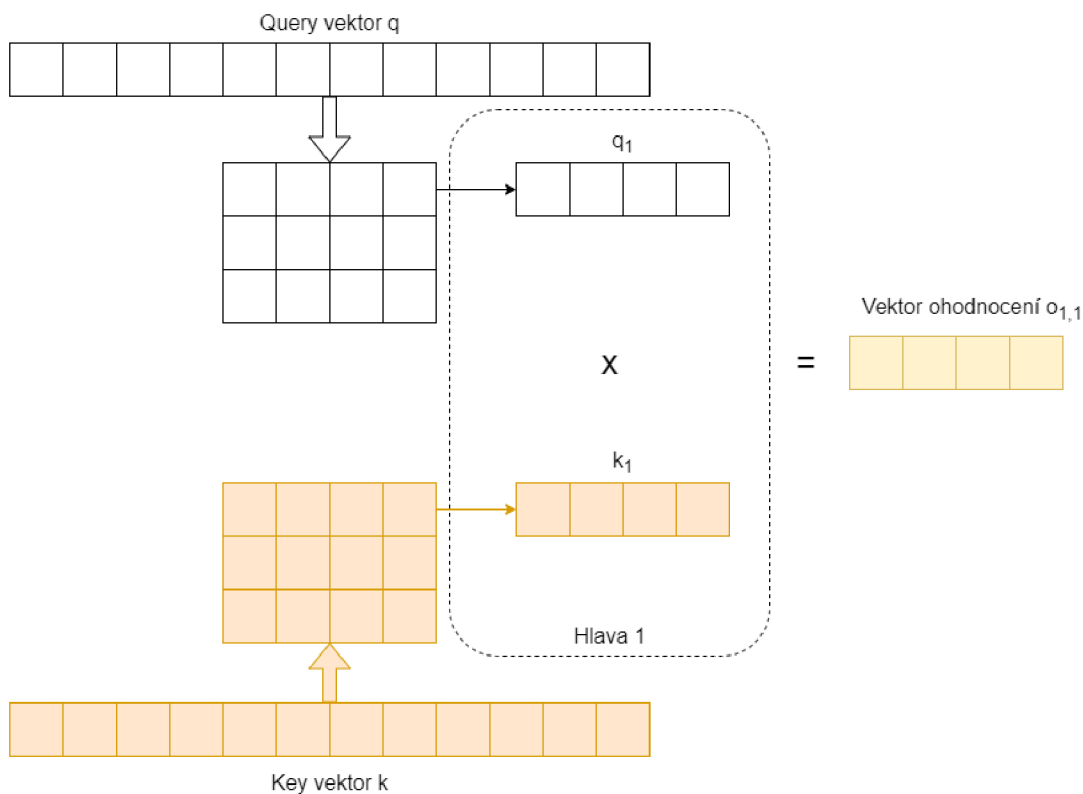 Query vektor q
q₁
Vektor ohodnocení o₁,₁
x
=
k₁
Hlava 1
Key vektor k